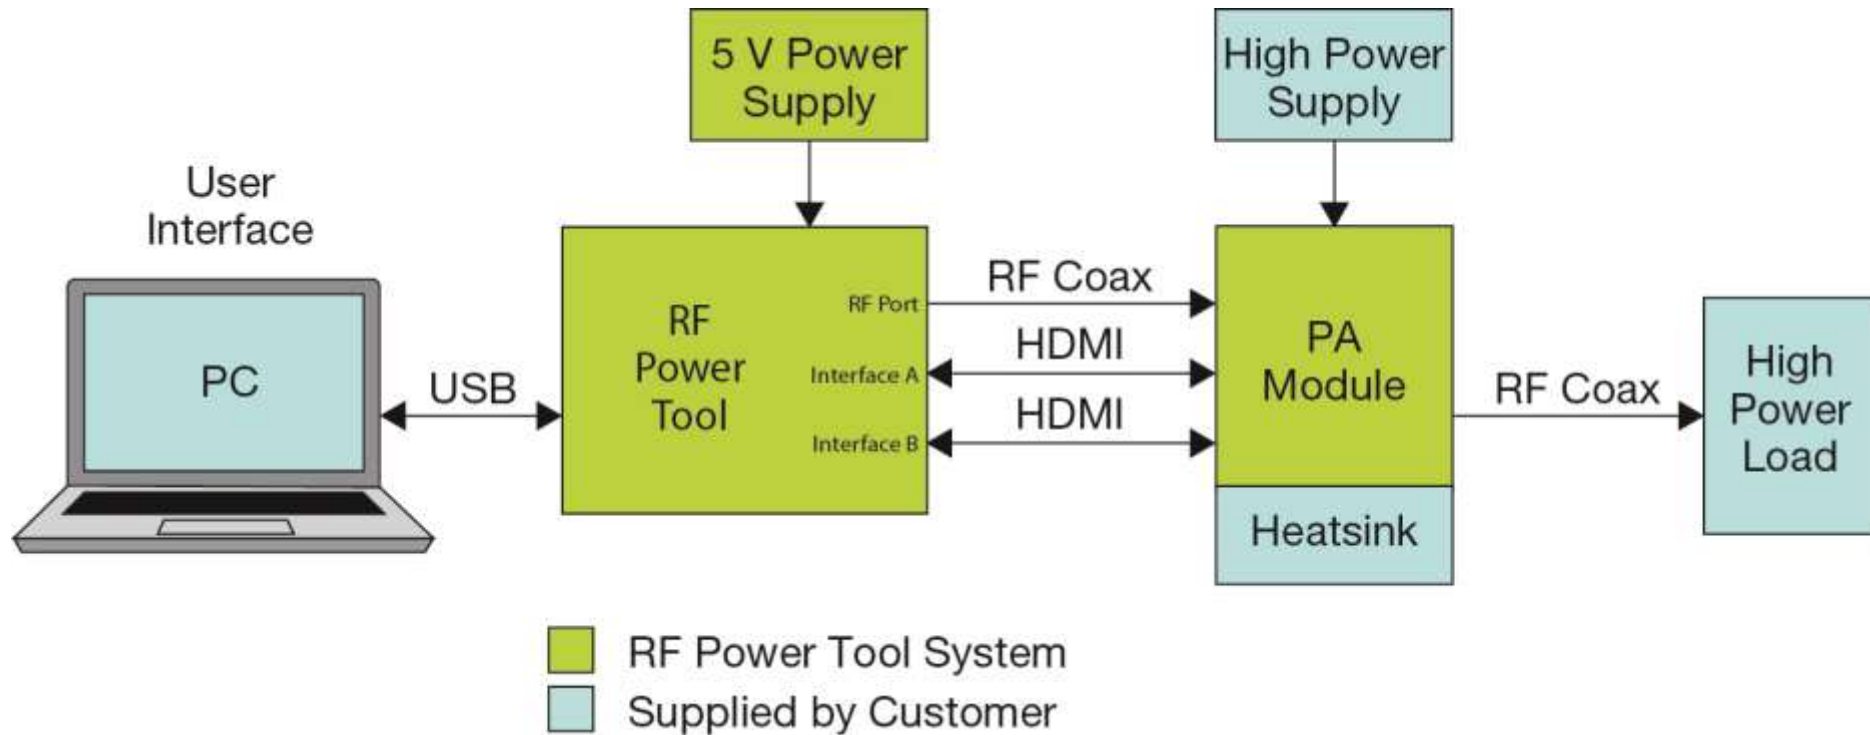 5 V Power
Supply
High Power
Supply
User
Interface
PC
USB
RF
Power
Tool
RF Port
Interface A
Interface B
RF Coax
HDMI
HDMI
PA
Module
Heatsink
RF Coax
High
Power
Load
RF Power Tool System
Supplied by Customer